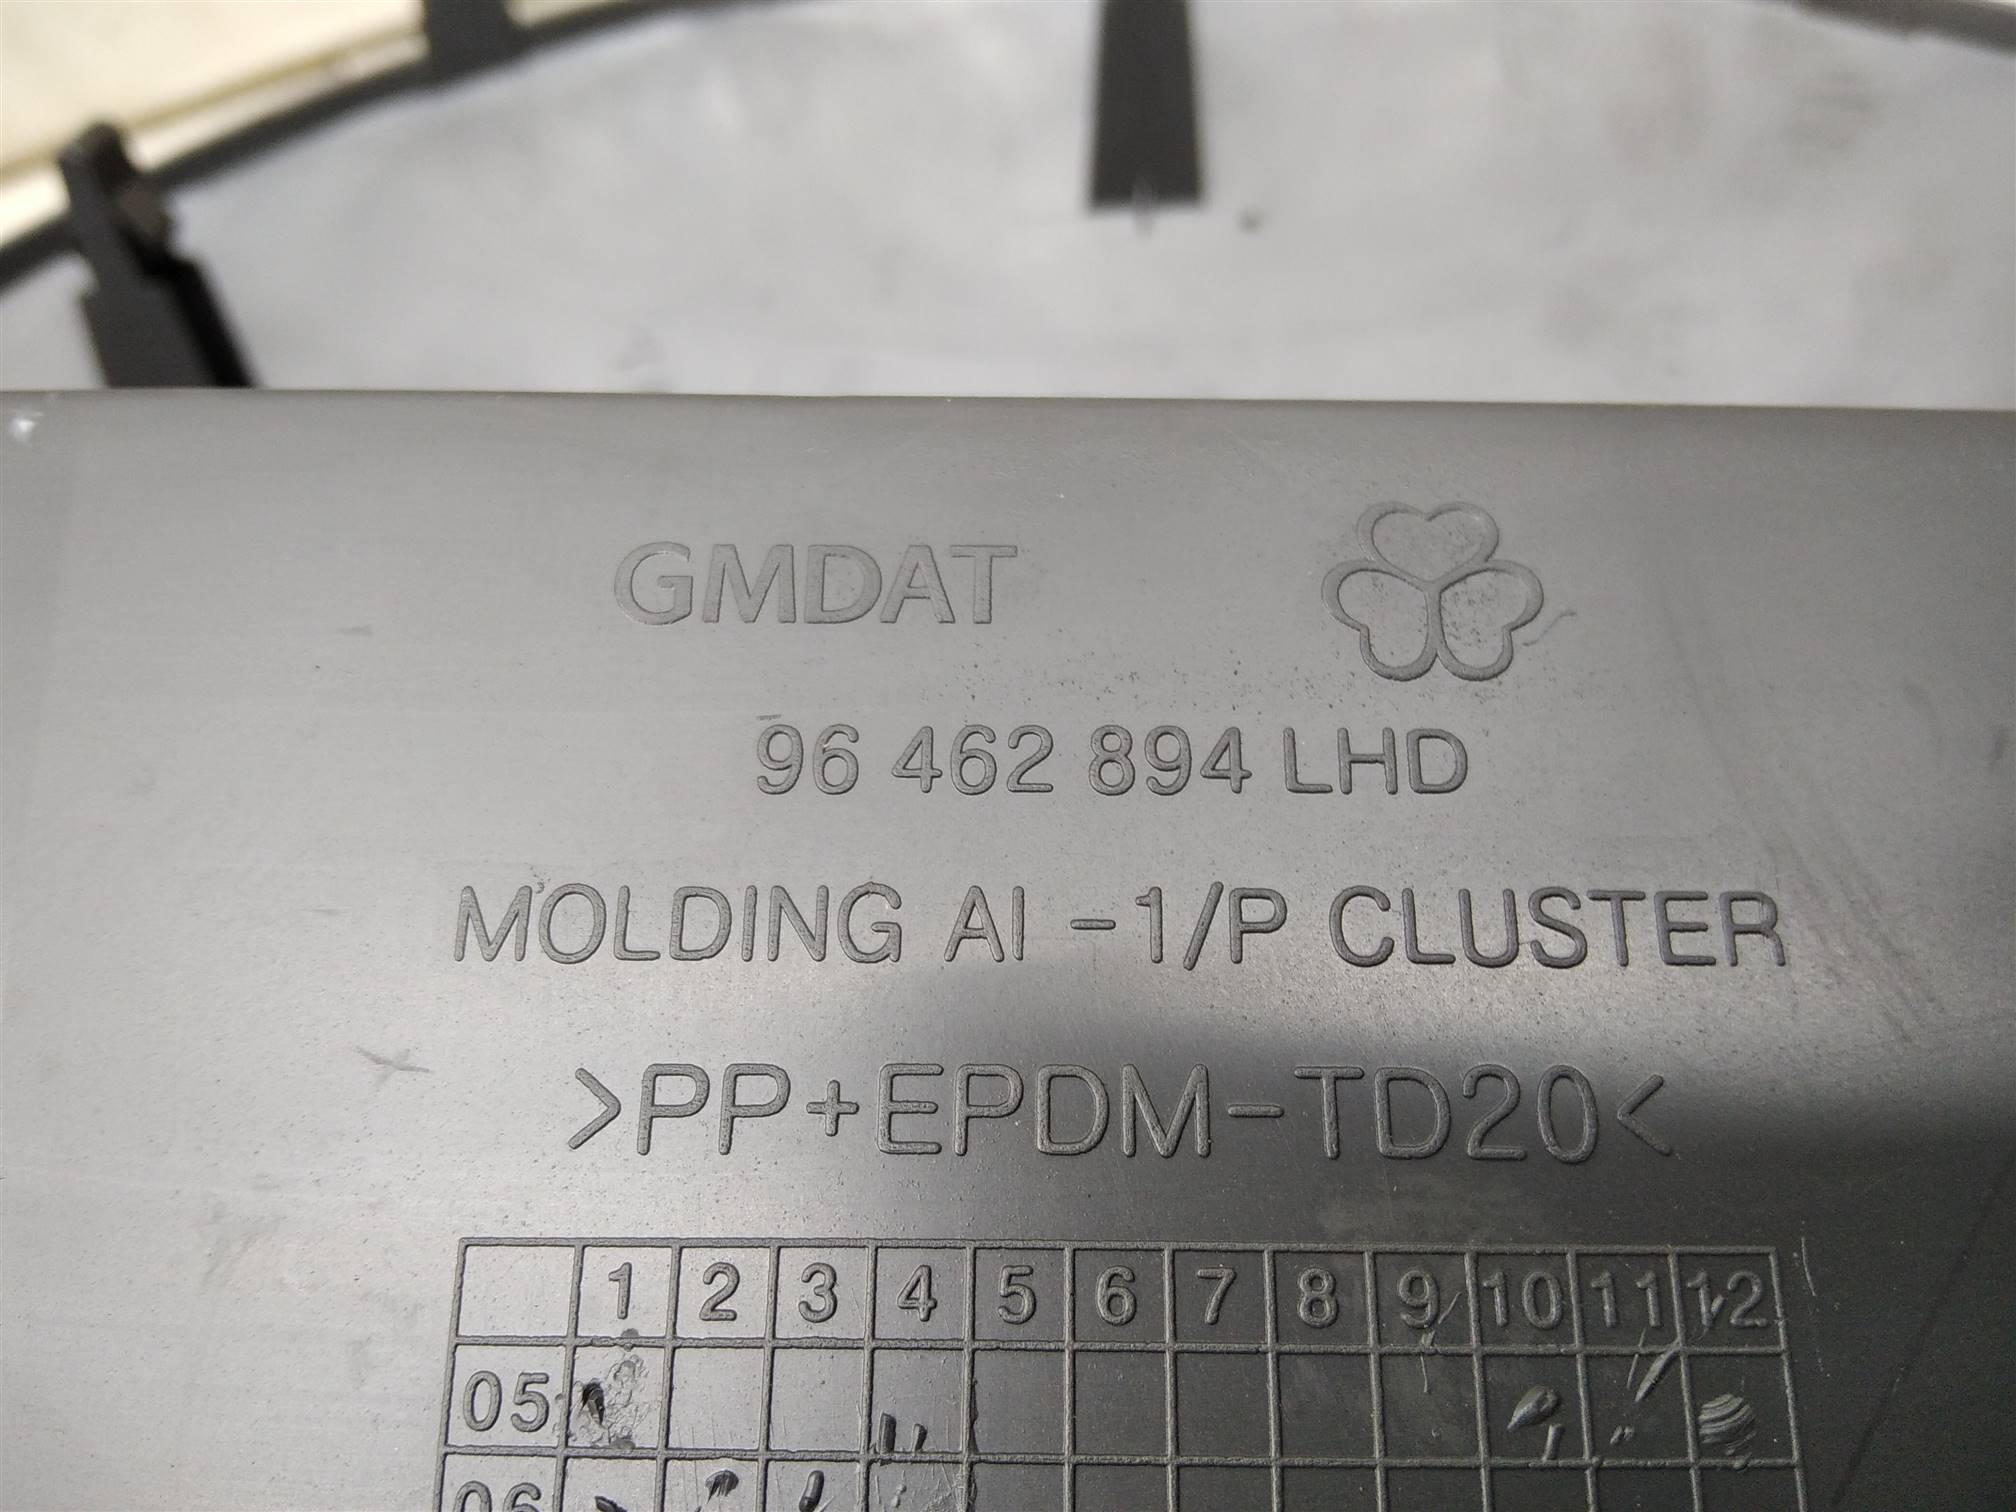 GMDAT
96 462 894 LHD
MOLDING AI -1/P CLUSTER
>PP+EPDM-TD20<
1 2 3 4 5 6 7 8 9 10 11 12
05
06